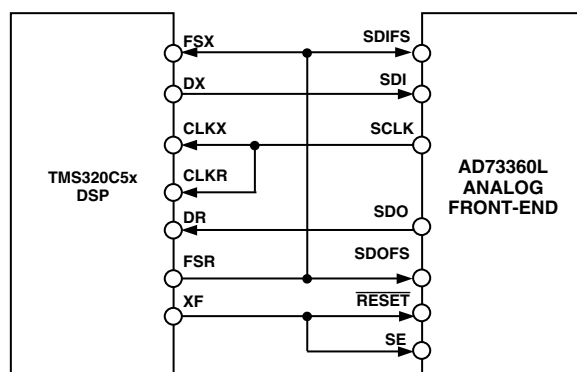 FSX
SDIFS
DX
SDI
CLKX
SCLK
TMS320C5x
DSP
CLKR
AD73360L
ANALOG
FRONT-END
DR
SDO
FSR
SDOFS
XF
RESET
SE